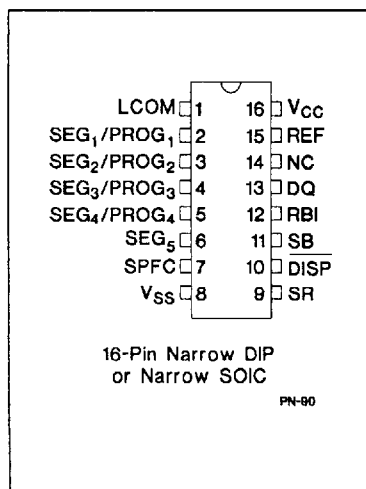 LCOM 1 16 VCC
SEG1/PROG1 2 15 REF
SEG2/PROG2 3 14 NC
SEG3/PROG3 4 13 DQ
SEG4/PROG4 5 12 RBI
SEG5 6 11 SB
SPFC 7 10 DISP
VSS 8 9 SR
16-Pin Narrow DIP
or Narrow SOIC
PN-90